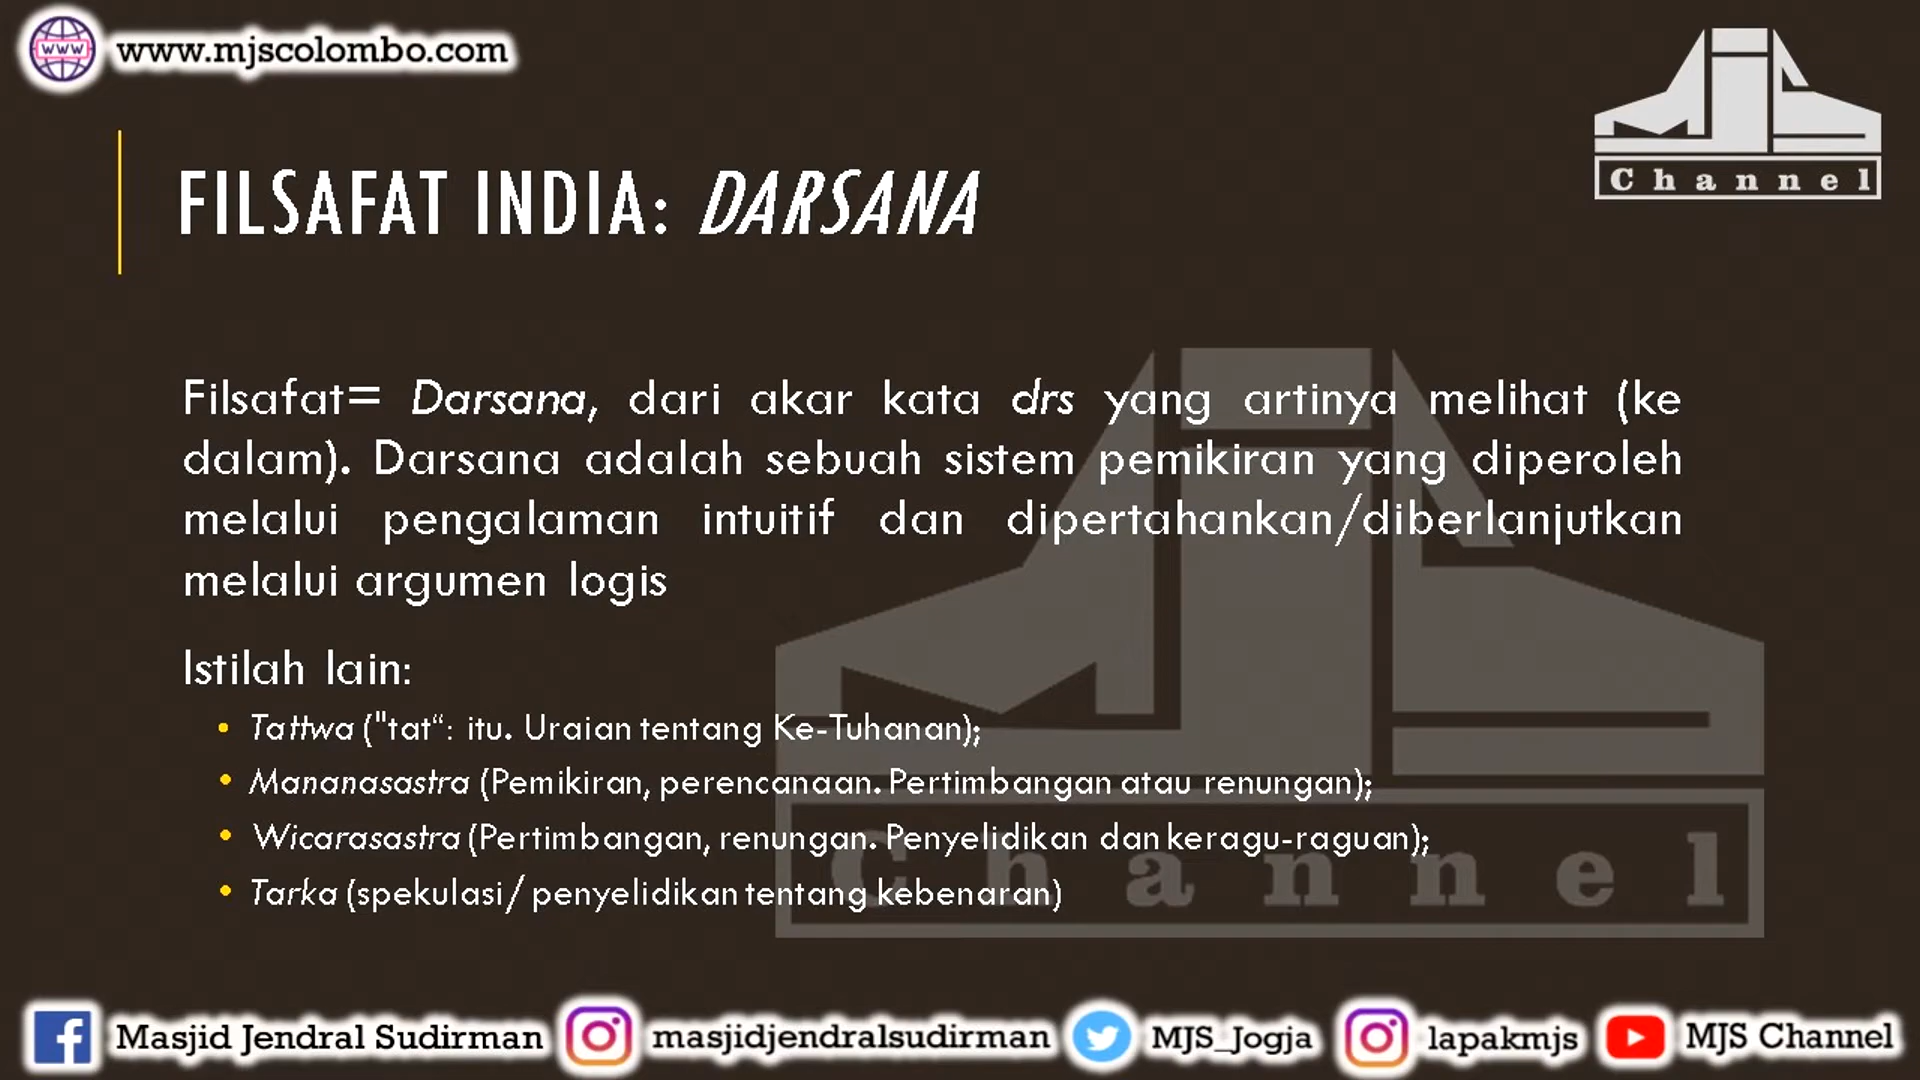 www.mjscolombo.com
MJS
Channel
FILSAFAT INDIA: DARSANA
Filsafat= Darsana, dari akar kata drs yang artinya melihat (ke
dalam). Darsana adalah sebuah sistem pemikiran yang diperoleh
melalui pengalaman intuitif dan dipertahankan/diberlanjutkan
melalui argumen logis
Istilah lain:
• Tattwa ("tat“: itu. Uraian tentang Ke-Tuhanan);
• Mananasastra (Pemikiran, perencanaan. Pertimbangan atau renungan);
• Wicarasastra (Pertimbangan, renungan. Penyelidikan dan keragu-raguan);
• Tarka (spekulasi/ penyelidikan tentang kebenaran)
MJS
Channel
Masjid Jendral Sudirman masjidjendralsudirman MJS_Jogja lapakmjs MJS Channel